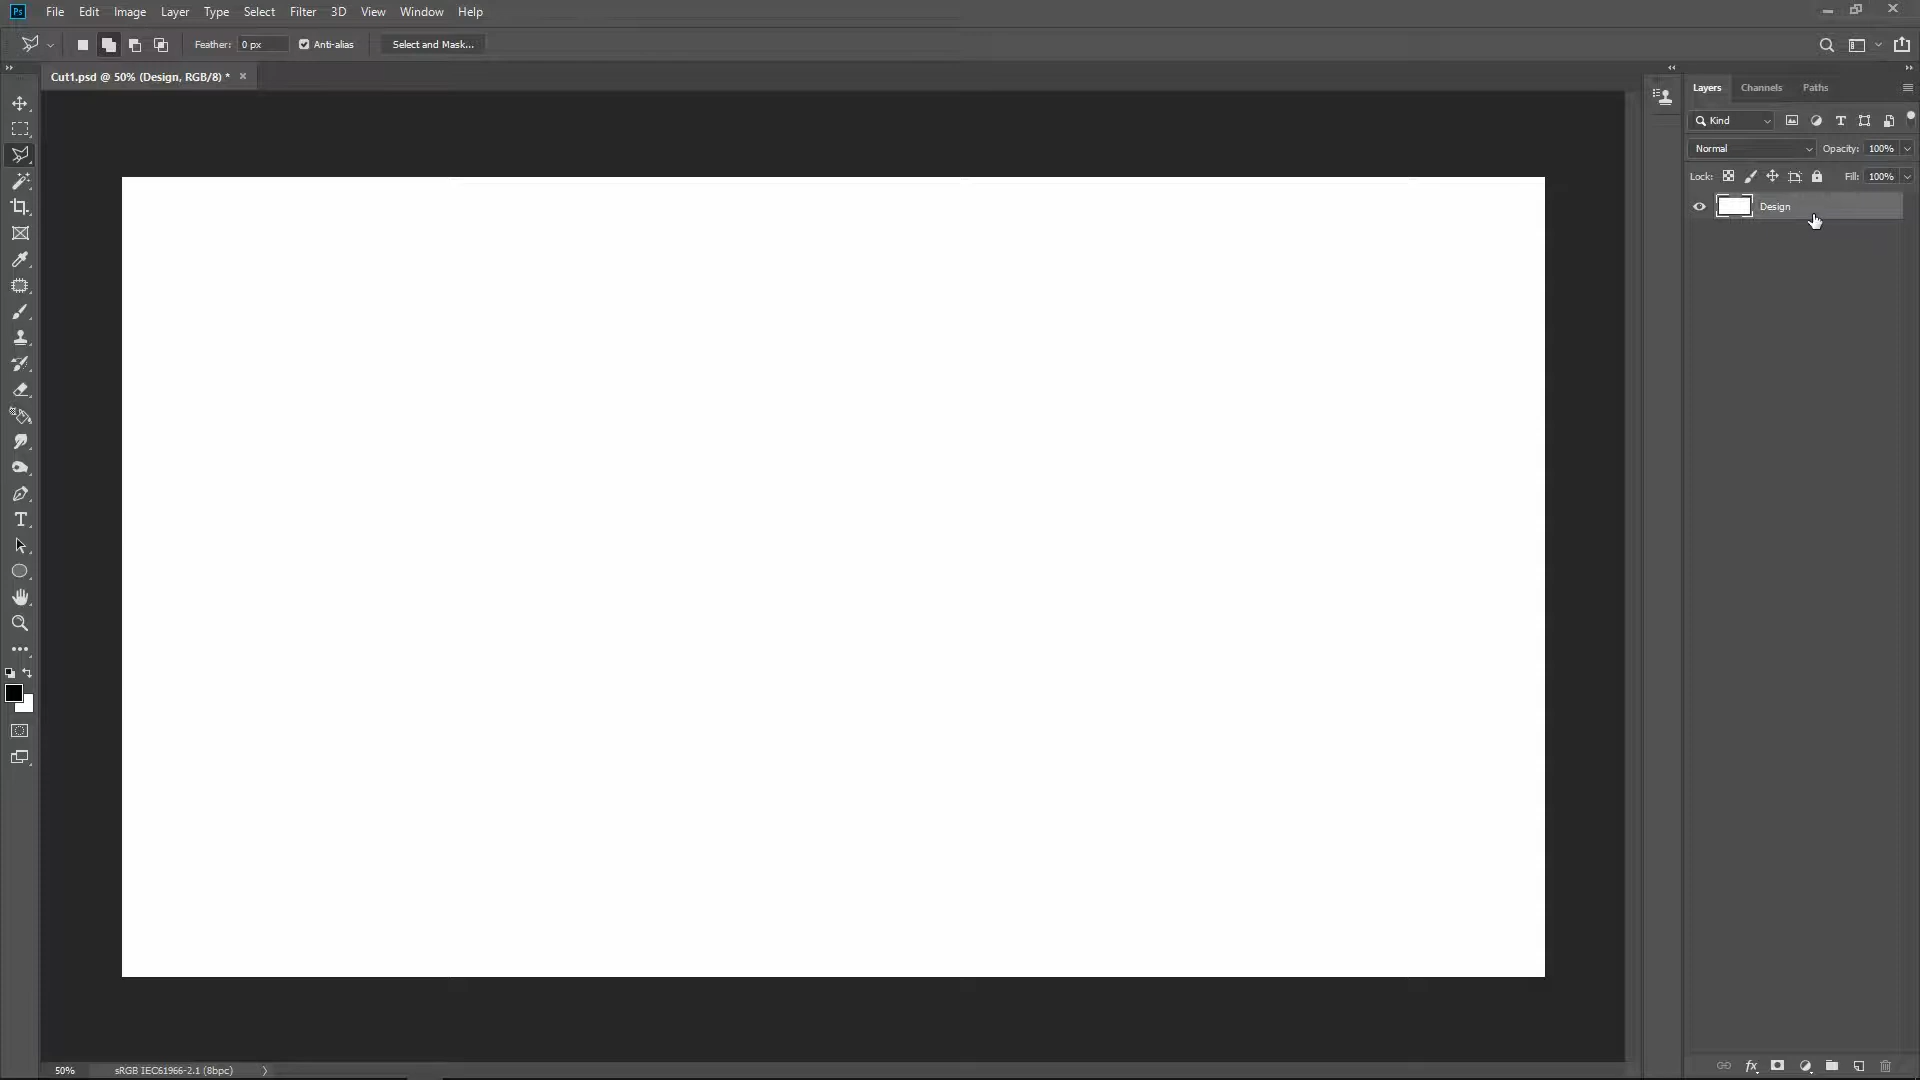 Ps File Edit Image Layer Type Select Filter 3D View Window Help
Feather: 0 px Anti-alias Select and Mask...
Cut1.psd @ 50% (Design, RGB/8) * ×
Layers Channels Paths
Kind
Normal Opacity: 100%
Lock: Fill: 100%
Design
T
fx
50% sRGB IEC61966-2.1 (8bpc)